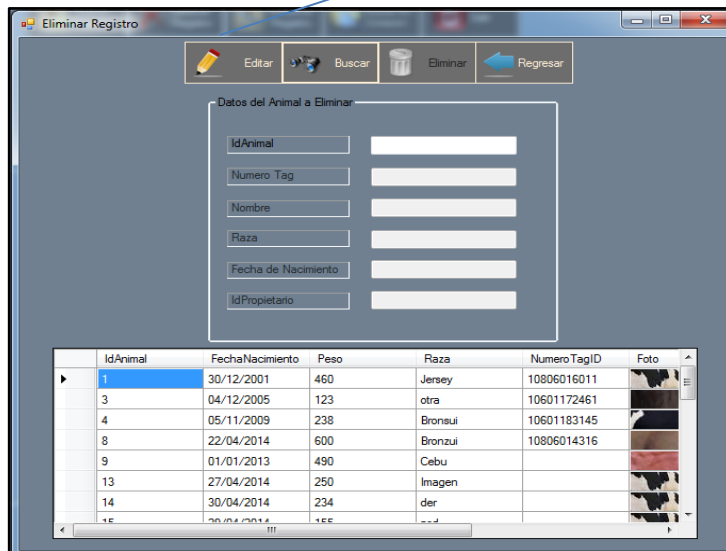 Eliminar Registro
Editar Buscar Eliminar Regresar
Datos del Animal a Eliminar
IdAnimal
Numero Tag
Nombre
Raza
Fecha de Nacimiento
IdPropietario
IdAnimal FechaNacimiento Peso Raza NumeroTagID Foto
1 30/12/2001 460 Jersey 10806016011
3 04/12/2005 123 otra 10601172461
4 05/11/2009 238 Bronsui 10601183145
8 22/04/2014 600 Bronzui 10806014316
9 01/01/2013 490 Cebu
13 27/04/2014 250 Imagen
14 30/04/2014 234 der